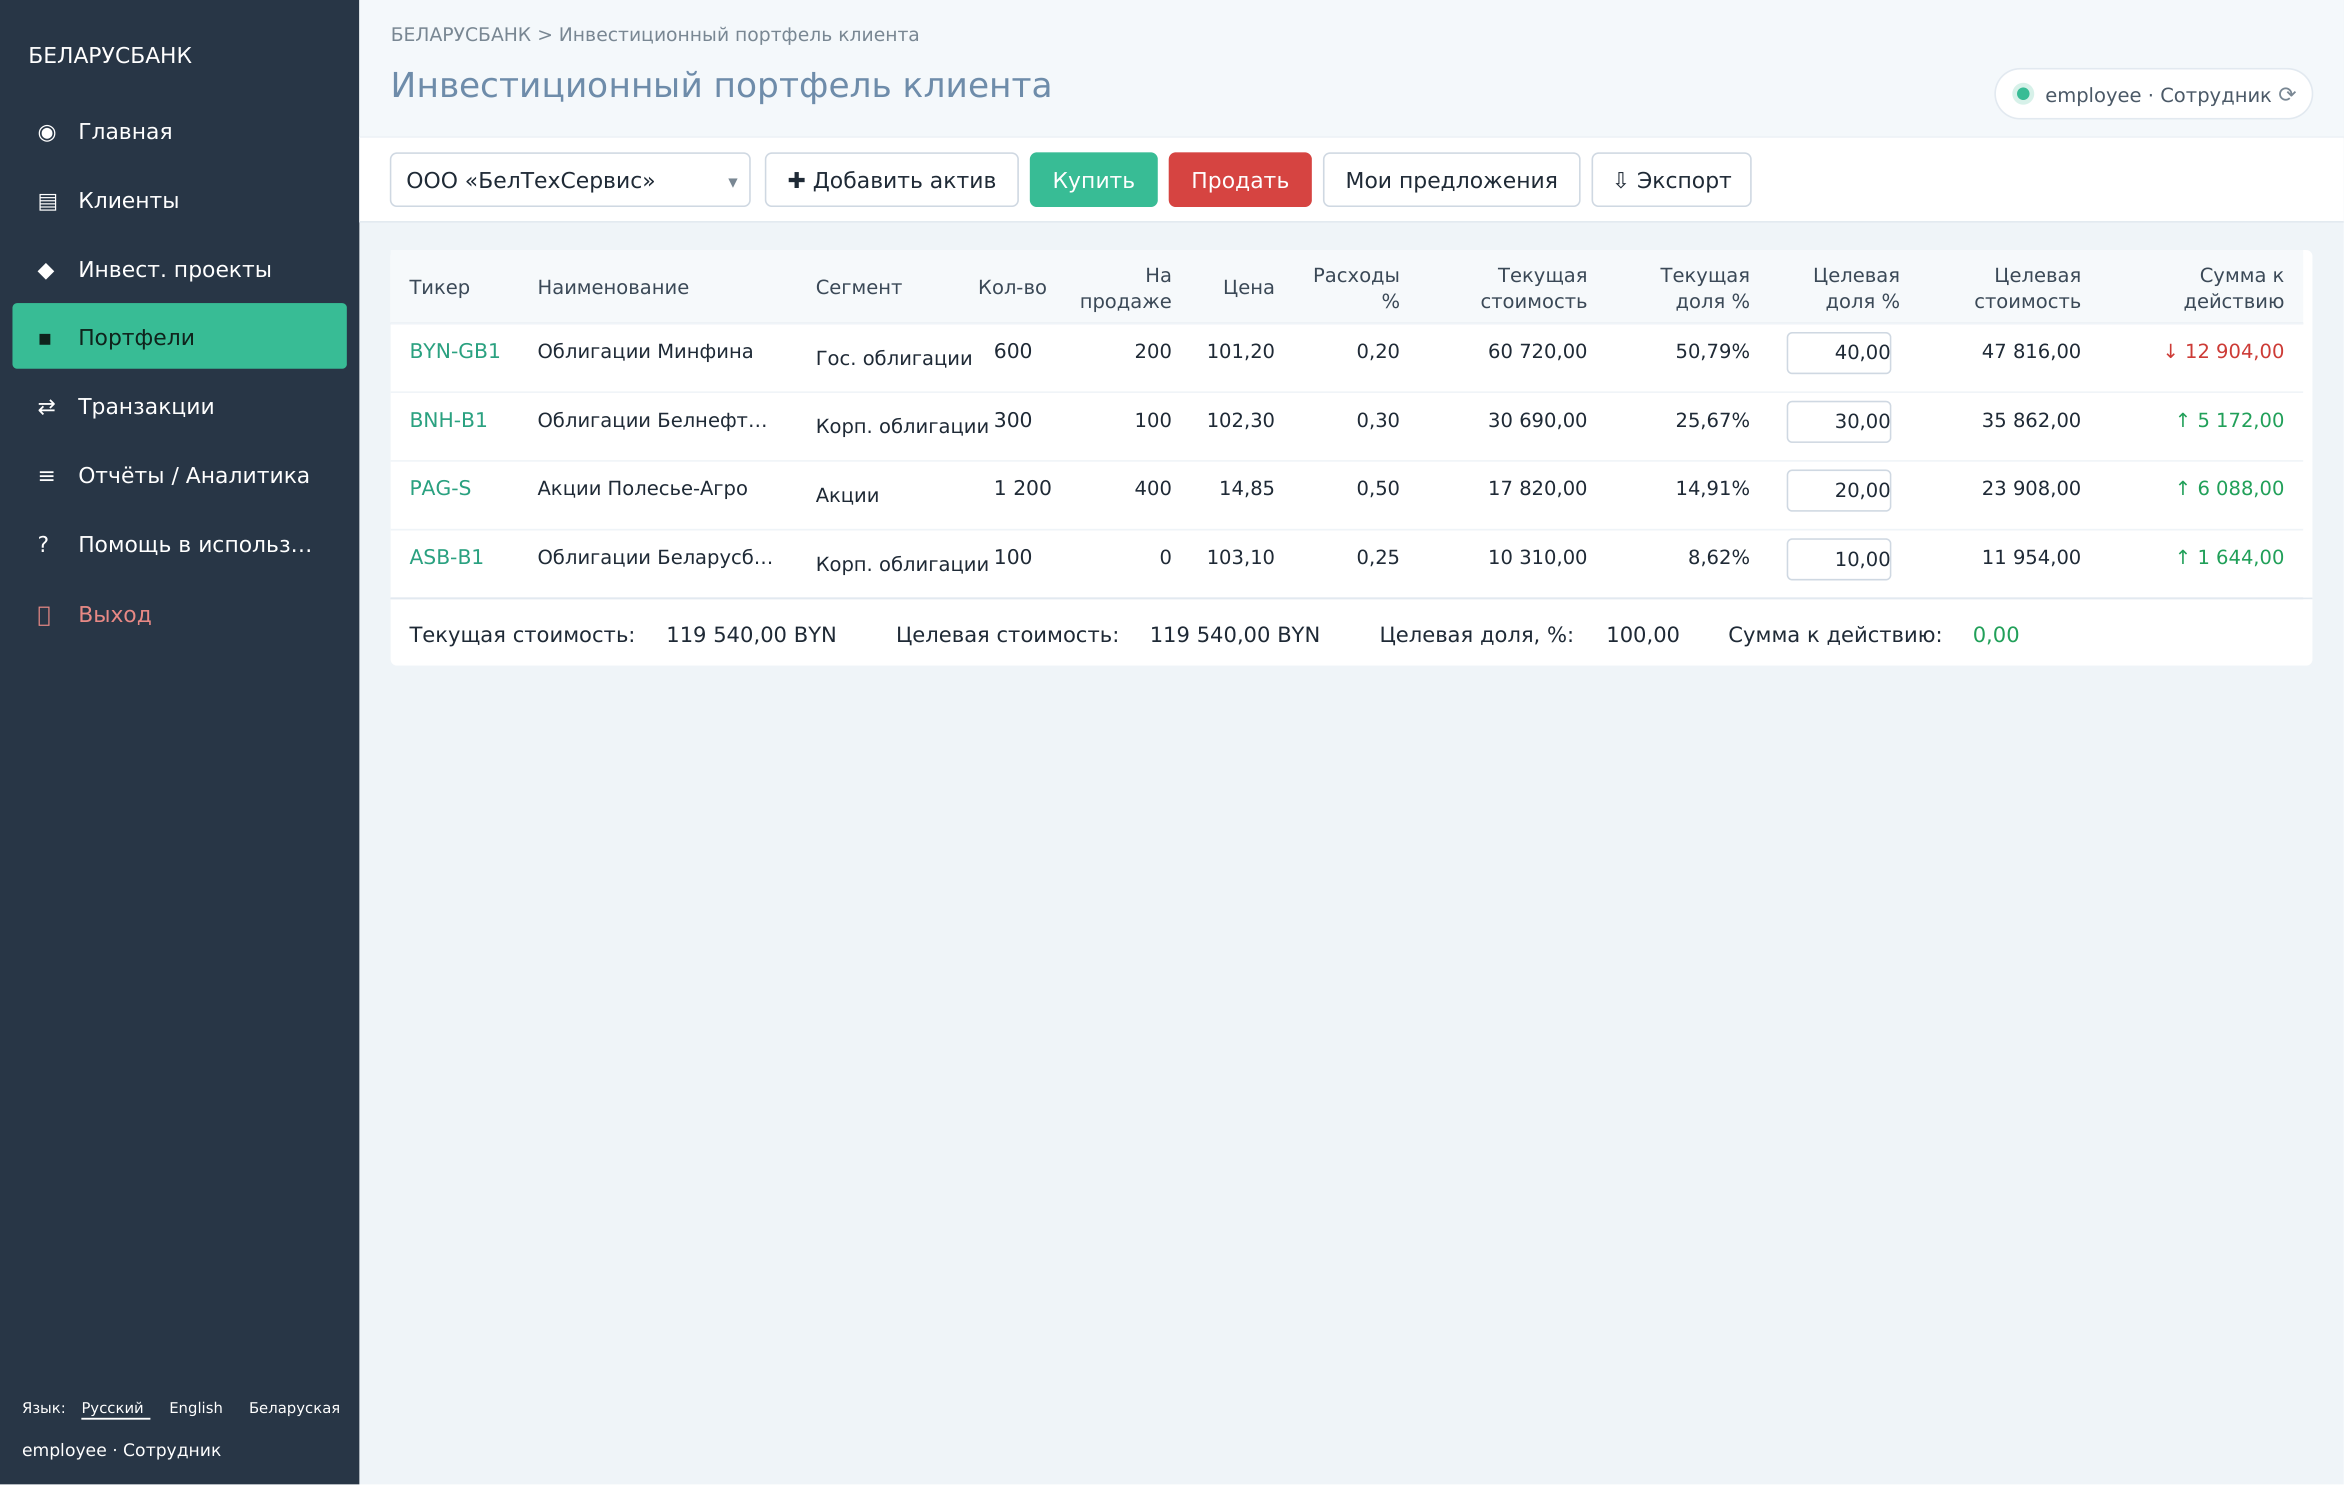 БЕЛАРУСБАНК
◉ Главная
▤ Клиенты
◆ Инвест. проекты
▪ Портфели
⇄ Транзакции
≡ Отчёты / Аналитика
? Помощь в использ...
Выход
Язык: Русский English Беларуская
employee · Сотрудник
БЕЛАРУСБАНК > Инвестиционный портфель клиента
Инвестиционный портфель клиента
employee · Сотрудник ⟳
ООО «БелТехСервис» ▾ ✚ Добавить актив Купить Продать Мои предложения ⇩ Экспорт
Тикер Наименование Сегмент Кол-во На продаже Цена Расходы % Текущая стоимость Текущая доля % Целевая доля % Целевая стоимость Сумма к действию
BYN-GB1 Облигации Минфина Гос. облигации 600 200 101,20 0,20 60 720,00 50,79% 40,00 47 816,00 ↓ 12 904,00
BNH-B1 Облигации Белнефт... Корп. облигации 300 100 102,30 0,30 30 690,00 25,67% 30,00 35 862,00 ↑ 5 172,00
PAG-S Акции Полесье-Агро Акции 1 200 400 14,85 0,50 17 820,00 14,91% 20,00 23 908,00 ↑ 6 088,00
ASB-B1 Облигации Беларусб... Корп. облигации 100 0 103,10 0,25 10 310,00 8,62% 10,00 11 954,00 ↑ 1 644,00
Текущая стоимость: 119 540,00 BYN Целевая стоимость: 119 540,00 BYN Целевая доля, %: 100,00 Сумма к действию: 0,00